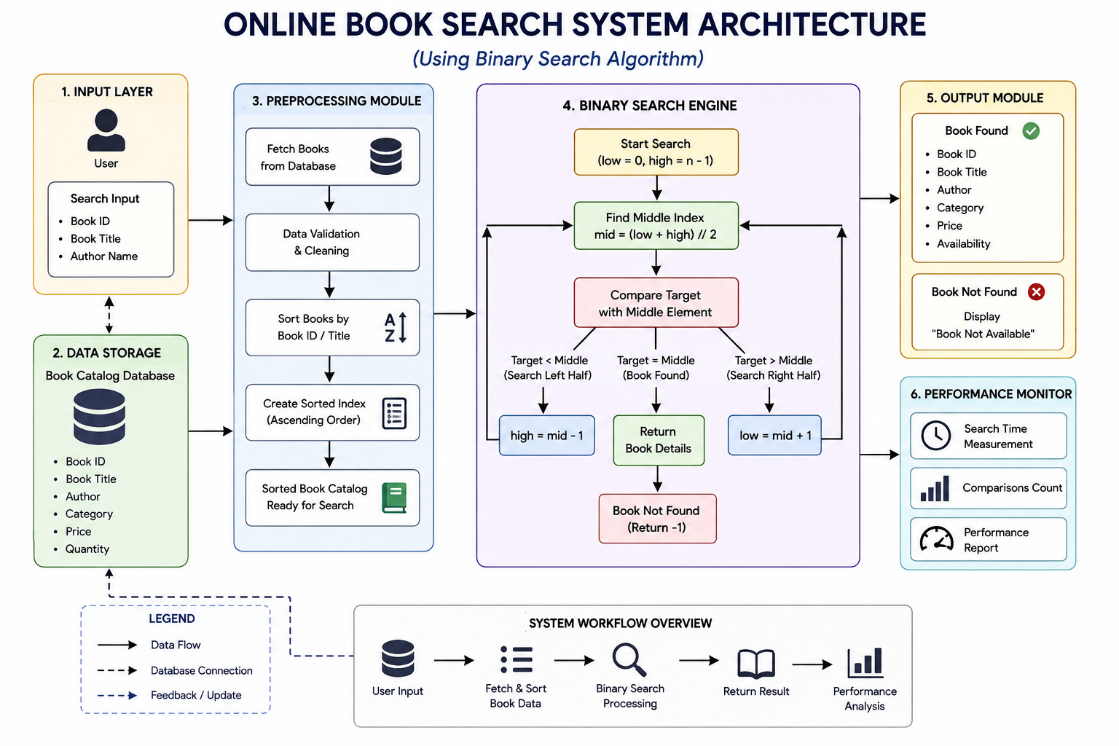 ONLINE BOOK SEARCH SYSTEM ARCHITECTURE
(Using Binary Search Algorithm)
1. INPUT LAYER
User
Search Input
• Book ID
• Book Title
• Author Name
2. DATA STORAGE
Book Catalog Database
• Book ID
• Book Title
• Author
• Category
• Price
• Quantity
3. PREPROCESSING MODULE
Fetch Books
from Database
Data Validation
& Cleaning
Sort Books by
Book ID / Title
A
Z
Create Sorted Index
(Ascending Order)
Sorted Book Catalog
Ready for Search
4. BINARY SEARCH ENGINE
Start Search
(low = 0, high = n - 1)
Find Middle Index
mid = (low + high) // 2
Compare Target
with Middle Element
Target < Middle
(Search Left Half)
Target = Middle
(Book Found)
Target > Middle
(Search Right Half)
high = mid - 1
Return
Book Details
low = mid + 1
Book Not Found
(Return -1)
5. OUTPUT MODULE
Book Found
• Book ID
• Book Title
• Author
• Category
• Price
• Availability
Book Not Found
Display
"Book Not Available"
6. PERFORMANCE MONITOR
Search Time
Measurement
Comparisons Count
Performance
Report
LEGEND
Data Flow
Database Connection
Feedback / Update
SYSTEM WORKFLOW OVERVIEW
User Input
Fetch & Sort
Book Data
Binary Search
Processing
Return Result
Performance
Analysis